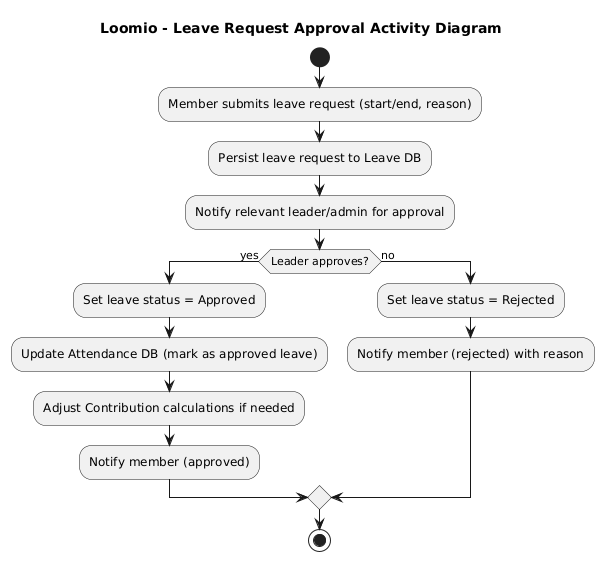 Loomio - Leave Request Approval Activity Diagram
Member submits leave request (start/end, reason)
Persist leave request to Leave DB
Notify relevant leader/admin for approval
Leader approves?
yes
no
Set leave status = Approved
Update Attendance DB (mark as approved leave)
Adjust Contribution calculations if needed
Notify member (approved)
Set leave status = Rejected
Notify member (rejected) with reason